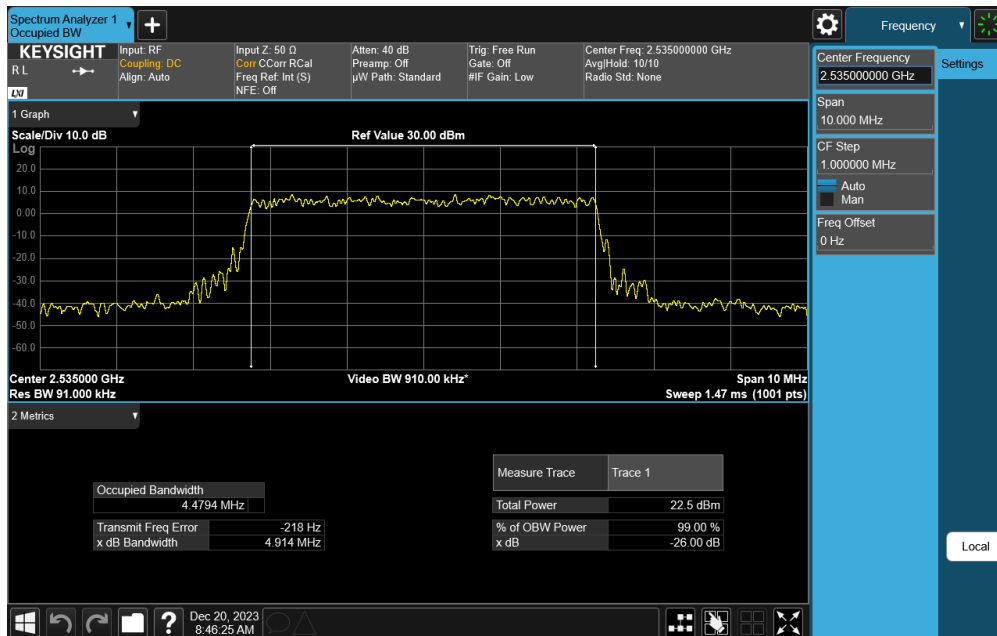 Spectrum Analyzer 1
Occupied BW
Frequency
KEYSIGHT
R L
LXI
Input: RF
Coupling: DC
Align: Auto
Input Z: 50 Ω
Corr CCorr RCal
Freq Ref: Int (S)
NFE: Off
Atten: 40 dB
Preamp: Off
µW Path: Standard
Trig: Free Run
Gate: Off
#IF Gain: Low
Center Freq: 2.535000000 GHz
Avg|Hold: 10/10
Radio Std: None
Center Frequency
2.535000000 GHz
Settings
Span
10.000 MHz
CF Step
1.000000 MHz
Auto
Man
Freq Offset
0 Hz
1 Graph
Scale/Div 10.0 dB
Ref Value 30.00 dBm
Log
20.0
10.0
0.00
-10.0
-20.0
-30.0
-40.0
-50.0
-60.0
Center 2.535000 GHz
Video BW 910.00 kHz*
Span 10 MHz
Res BW 91.000 kHz
Sweep 1.47 ms (1001 pts)
2 Metrics
Measure Trace
Trace 1
Occupied Bandwidth
4.4794 MHz
Total Power
22.5 dBm
Transmit Freq Error
-218 Hz
% of OBW Power
99.00 %
x dB Bandwidth
4.914 MHz
x dB
-26.00 dB
Local
Dec 20, 2023
8:46:25 AM